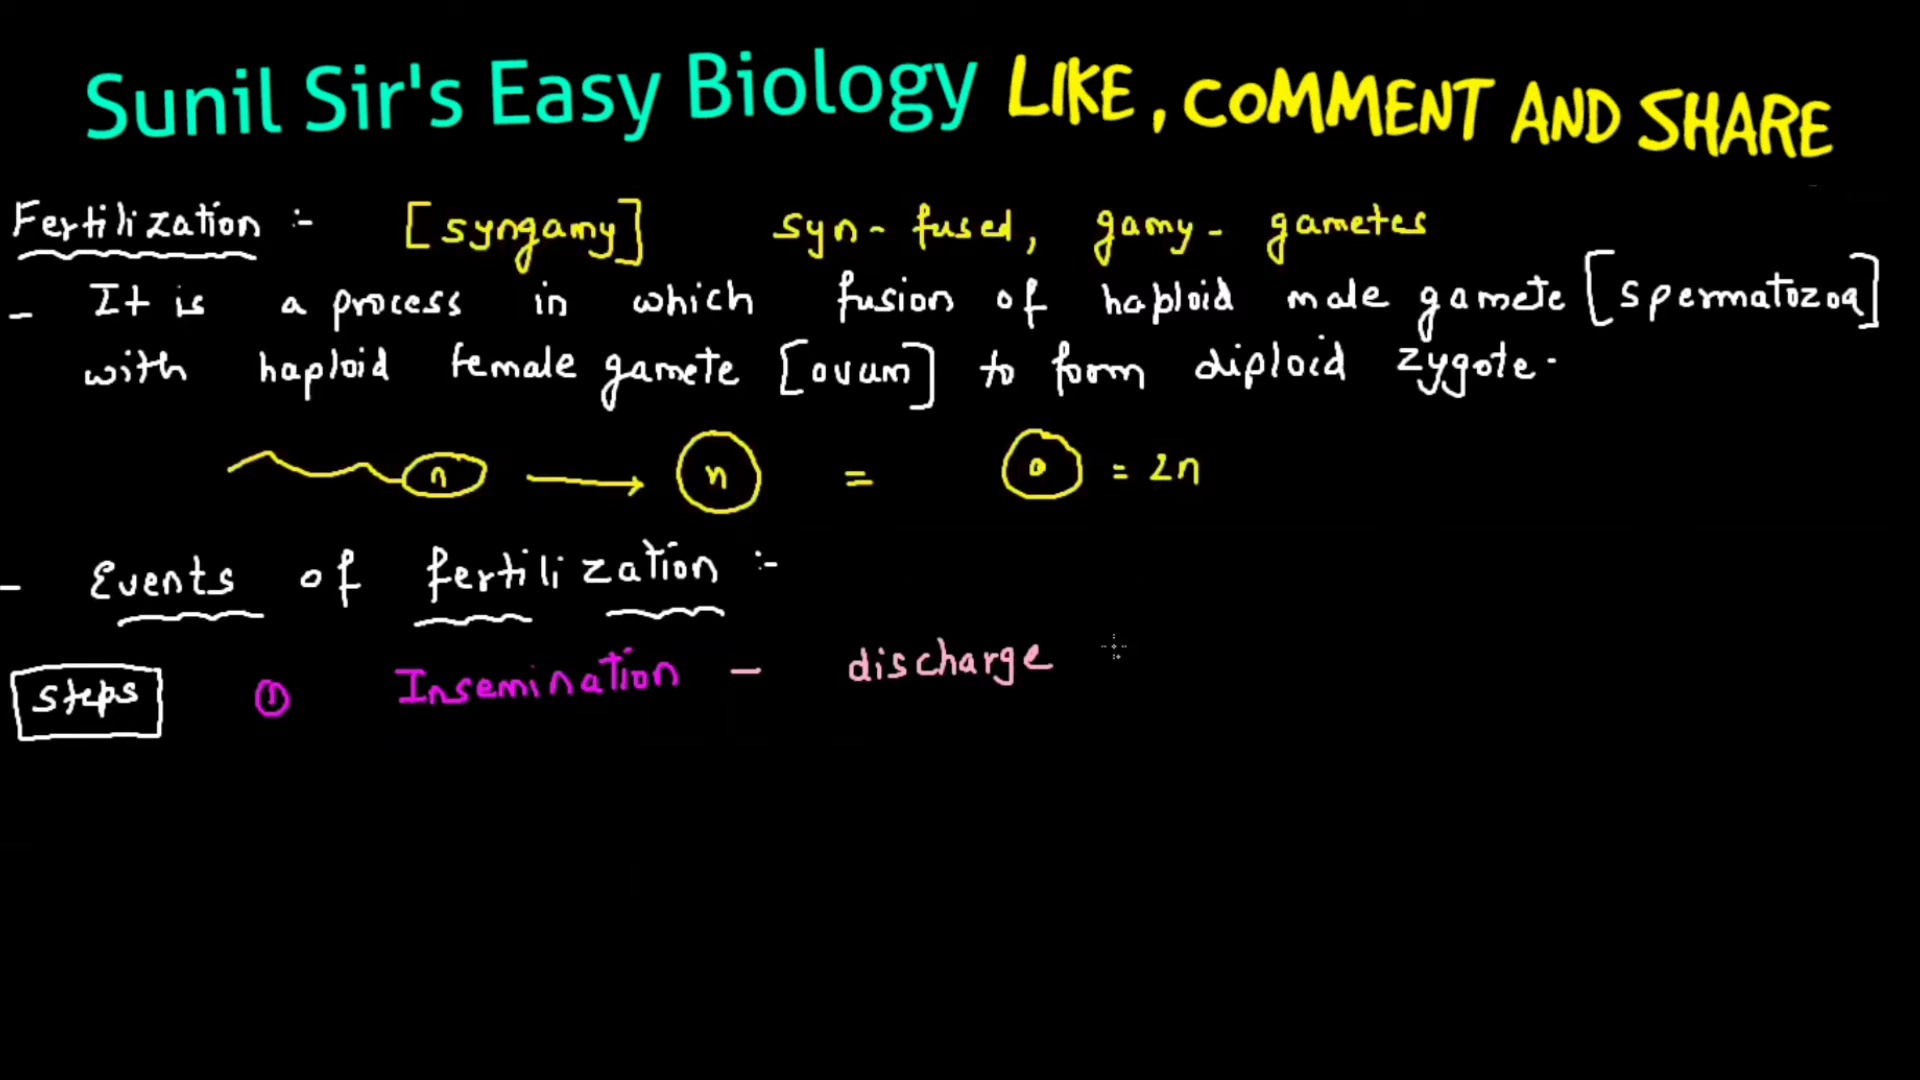 Sunil Sir's Easy Biology LIKE, COMMENT AND SHARE
Fertilization :- [syngamy] syn - fused, gamy - gametes
- It is a process in which fusion of haploid male gamete [spermatozoa]
with haploid female gamete [ovum] to form diploid zygote.
n → n = o = 2n
- Events of fertilization :-
Steps ① Insemination - discharge